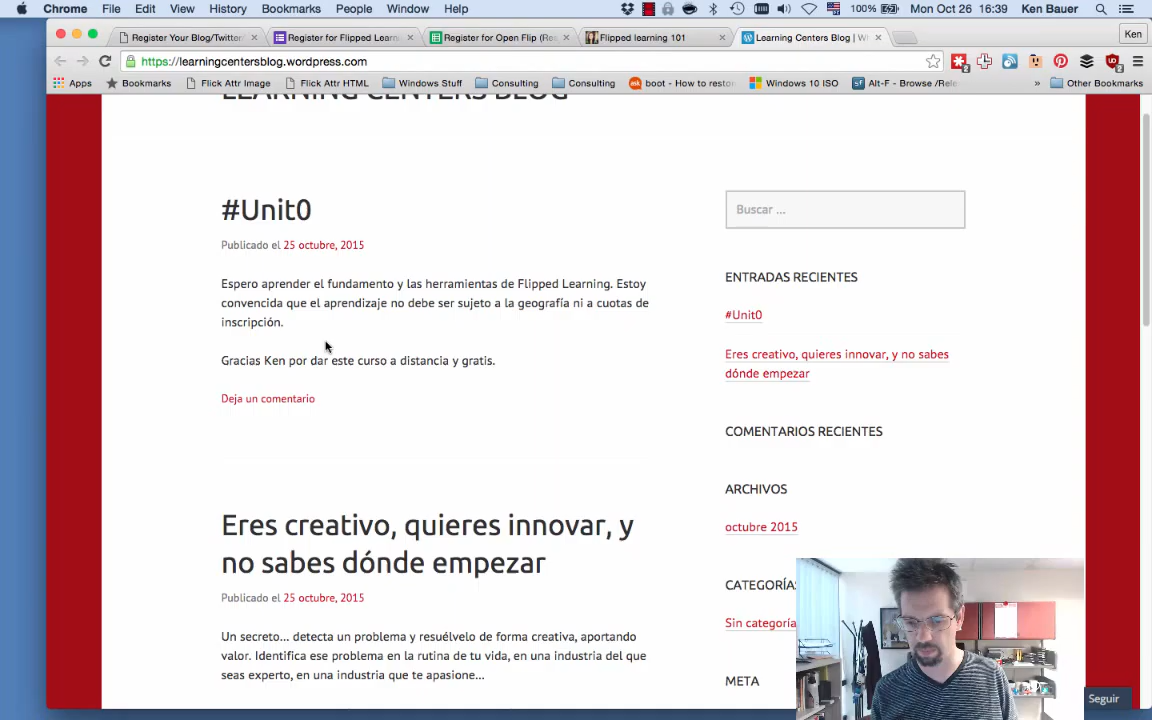 Chrome File Edit View History Bookmarks People Window Help 100% Mon Oct 26 16:39 Ken Bauer
Register Your Blog/Twitter Register for Flipped Learn Register for Open Flip (Re Flipped learning 101 Learning Centers Blog | W Ken
https://learningcentersblog.wordpress.com
Apps Bookmarks Flick Attr Image Flick Attr HTML Windows Stuff Consulting Consulting boot - How to resto Windows 10 ISO Alt-F - Browse /Rele » Other Bookmarks
LEARNING CENTERS BLOG
#Unit0
Publicado el 25 octubre, 2015
Espero aprender el fundamento y las herramientas de Flipped Learning. Estoy
convencida que el aprendizaje no debe ser sujeto a la geografía ni a cuotas de
inscripción.
Gracias Ken por dar este curso a distancia y gratis.
Deja un comentario
Eres creativo, quieres innovar, y
no sabes dónde empezar
Publicado el 25 octubre, 2015
Un secreto... detecta un problema y resuélvelo de forma creativa, aportando
valor. Identifica ese problema en la rutina de tu vida, en una industria del que
seas experto, en una industria que te apasione...
Buscar ...
ENTRADAS RECIENTES
#Unit0
Eres creativo, quieres innovar, y no sabes
dónde empezar
COMENTARIOS RECIENTES
ARCHIVOS
octubre 2015
CATEGORÍAS
Sin categoría
META
Seguir